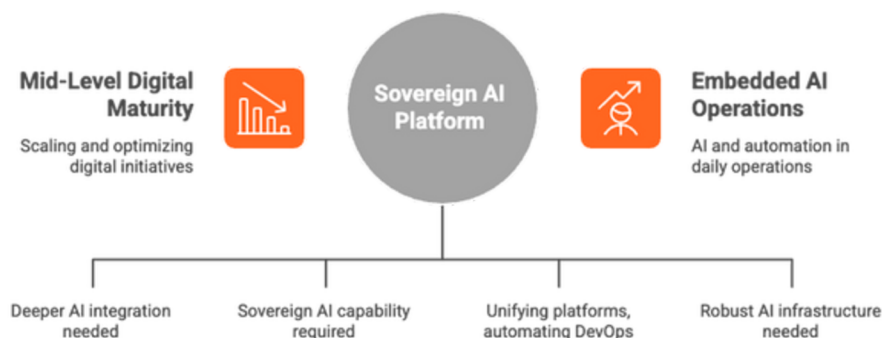 Mid-Level Digital
Maturity
Scaling and optimizing
digital initiatives
Sovereign AI
Platform
Embedded AI
Operations
AI and automation in
daily operations
Deeper AI integration
needed
Sovereign AI capability
required
Unifying platforms,
automating DevOps
Robust AI infrastructure
needed